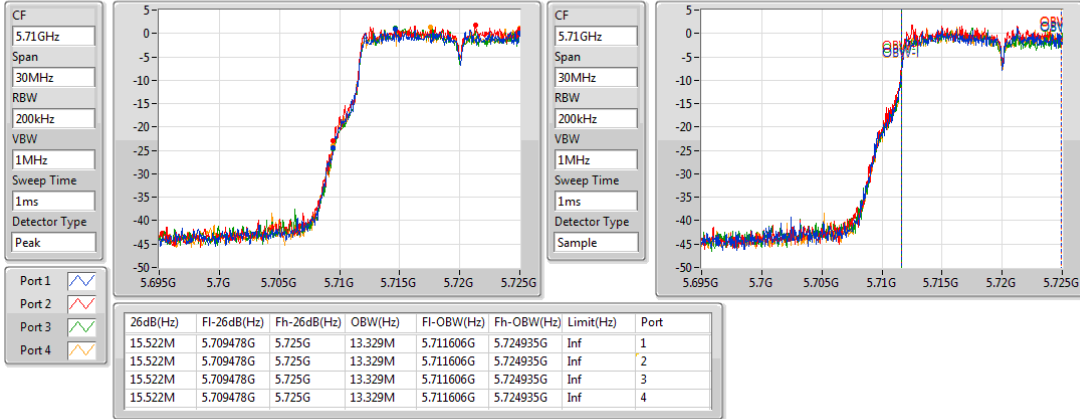 CF
5.71GHz
Span
30MHz
RBW
200kHz
VBW
1MHz
Sweep Time
1ms
Detector Type
Peak
5
0
-5
-10
-15
-20
-25
-30
-35
-40
-45
-50
5.695G 5.7G 5.705G 5.71G 5.715G 5.72G 5.725G
CF
5.71GHz
Span
30MHz
RBW
200kHz
VBW
1MHz
Sweep Time
1ms
Detector Type
Sample
5
0
-5
-10
-15
-20
-25
-30
-35
-40
-45
-50
5.695G 5.7G 5.705G 5.71G 5.715G 5.72G 5.725G
OBW
Port 1
Port 2
Port 3
Port 4
26dB(Hz) Fl-26dB(Hz) Fh-26dB(Hz) OBW(Hz) Fl-OBW(Hz) Fh-OBW(Hz) Limit(Hz) Port
15.522M 5.709478G 5.725G 13.329M 5.711606G 5.724935G Inf 1
15.522M 5.709478G 5.725G 13.329M 5.711606G 5.724935G Inf 2
15.522M 5.709478G 5.725G 13.329M 5.711606G 5.724935G Inf 3
15.522M 5.709478G 5.725G 13.329M 5.711606G 5.724935G Inf 4